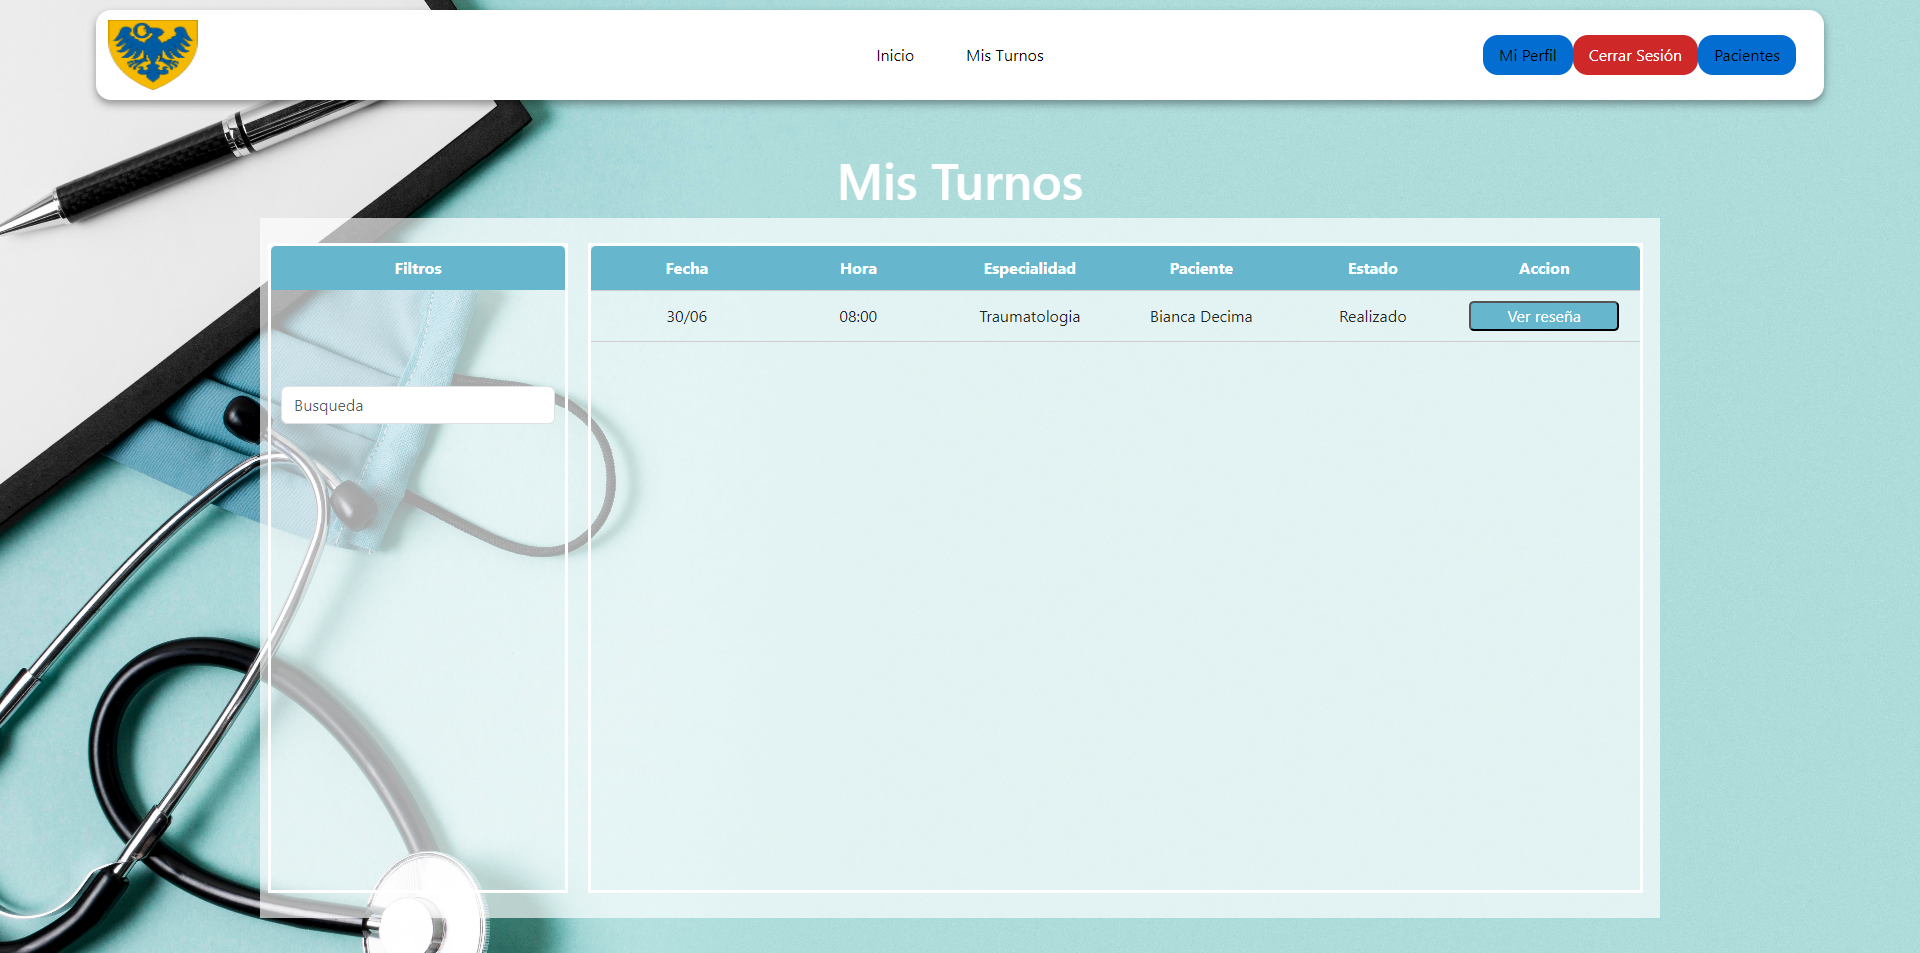 Inicio Mis Turnos Mi Perfil Cerrar Sesión Pacientes
Mis Turnos
Filtros
Busqueda
Fecha Hora Especialidad Paciente Estado Accion
30/06 08:00 Traumatologia Bianca Decima Realizado Ver reseña